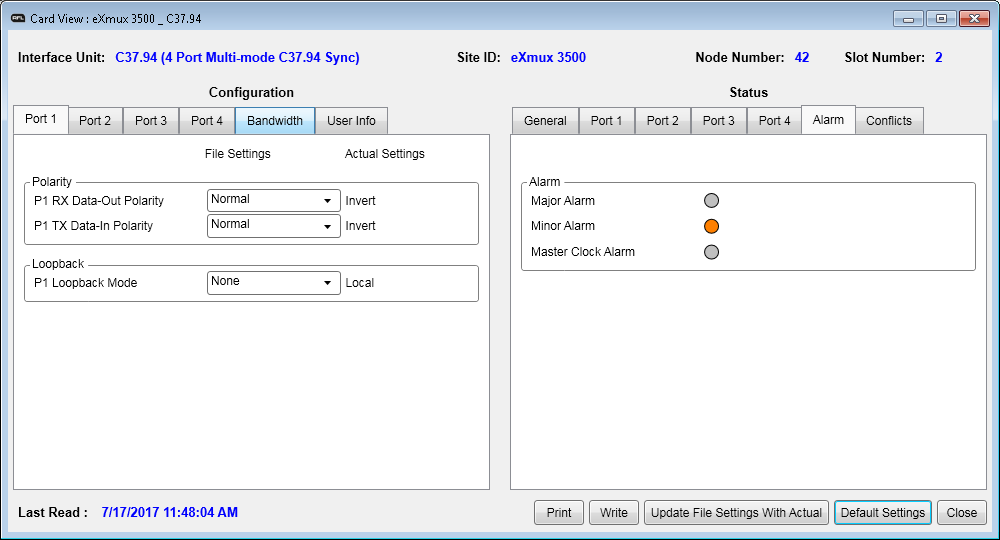 RFL Card View : eXmux 3500 _ C37.94
Interface Unit: C37.94 (4 Port Multi-mode C37.94 Sync) Site ID: eXmux 3500 Node Number: 42 Slot Number: 2
Configuration Status
Port 1 Port 2 Port 3 Port 4 Bandwidth User Info General Port 1 Port 2 Port 3 Port 4 Alarm Conflicts
File Settings Actual Settings
Polarity
P1 RX Data-Out Polarity Normal Invert
P1 TX Data-In Polarity Normal Invert
Loopback
P1 Loopback Mode None Local
Alarm
Major Alarm
Minor Alarm
Master Clock Alarm
Last Read : 7/17/2017 11:48:04 AM Print Write Update File Settings With Actual Default Settings Close